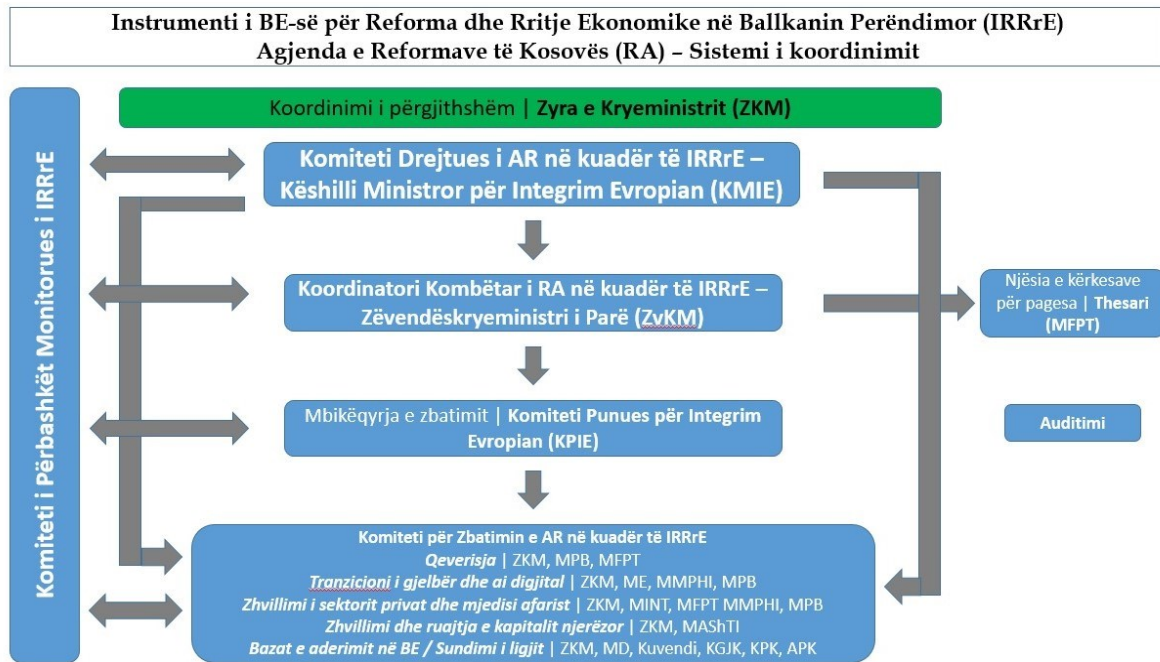 Instrumenti i BE-së për Reforma dhe Rritje Ekonomike në Ballkanin Perëndimor (IRRrE)
Agjenda e Reformave të Kosovës (RA) – Sistemi i koordinimit
Komiteti i Përbashkët Monitorues i IRRrE
Koordinimi i përgjithshëm | Zyra e Kryeministrit (ZKM)
Komiteti Drejtues i AR në kuadër të IRRrE –
Këshilli Ministror për Integrim Evropian (KMIE)
Koordinatori Kombëtar i RA në kuadër të IRRrE –
Zëvendëskryeministri i Parë (ZvKM)
Njësia e kërkesave
për pagesa | Thesari
(MFPT)
Mbikëqyrja e zbatimit | Komiteti Punues për Integrim
Evropian (KPIE)
Auditimi
Komiteti për Zbatimin e AR në kuadër të IRRrE
Qeverisja | ZKM, MPB, MFPT
Tranzicioni i gjelbër dhe ai digjital | ZKM, ME, MMPHI, MPB
Zhvillimi i sektorit privat dhe mjedisi afarist | ZKM, MINT, MFPT MMPHI, MPB
Zhvillimi dhe ruajtja e kapitalit njerëzor | ZKM, MAShTI
Bazat e aderimit në BE / Sundimi i ligjit | ZKM, MD, Kuvendi, KGJK, KPK, APK